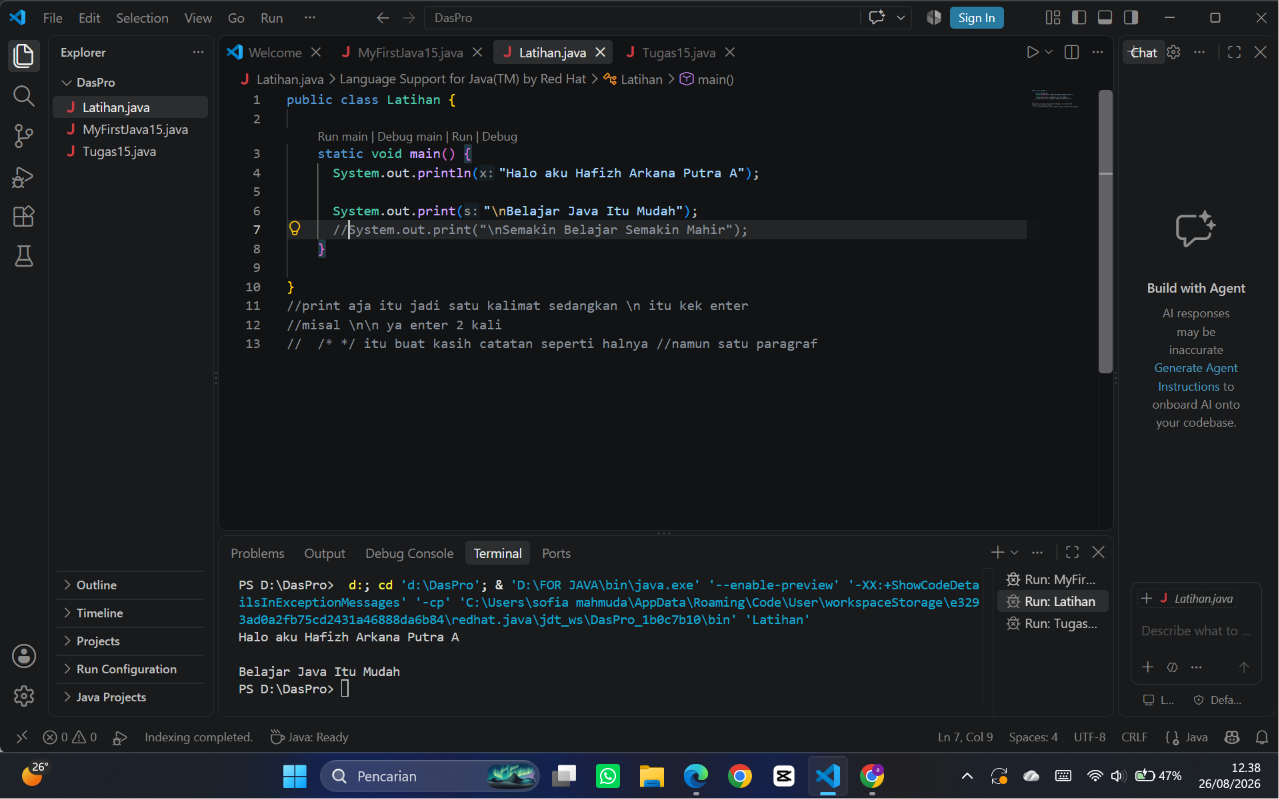 File Edit Selection View Go Run ··· DasPro Sign In
Explorer ···
Welcome MyFirstJava15.java Latihan.java Tugas15.java
Chat
DasPro
Latihan.java
MyFirstJava15.java
Tugas15.java
Latihan.java > Language Support for Java(TM) by Red Hat > Latihan > main()
1 public class Latihan {
2
Run main | Debug main | Run | Debug
3 static void main() {
4 System.out.println(x: "Halo aku Hafizh Arkana Putra A");
5
6 System.out.print(s: "\nBelajar Java Itu Mudah");
7 //System.out.print("\nSemakin Belajar Semakin Mahir");
8 }
9
10 }
11 //print aja itu jadi satu kalimat sedangkan \n itu kek enter
12 //misal \n\n ya enter 2 kali
13 // /* */ itu buat kasih catatan seperti halnya //namun satu paragraf
Build with Agent
AI responses
may be
inaccurate
Generate Agent
Instructions to
onboard AI onto
your codebase.
Outline
Timeline
Projects
Run Configuration
Java Projects
Problems Output Debug Console Terminal Ports
PS D:\DasPro> d:; cd 'd:\DasPro'; & 'D:\FOR JAVA\bin\java.exe' '--enable-preview' '-XX:+ShowCodeDeta
ilsInExceptionMessages' '-cp' 'C:\Users\sofia mahmuda\AppData\Roaming\Code\User\workspaceStorage\e329
3ad0a2fb75cd2431a46888da6b84\redhat.java\jdt_ws\DasPro_1b0c7b10\bin' 'Latihan'
Halo aku Hafizh Arkana Putra A

Belajar Java Itu Mudah
PS D:\DasPro>
Run: MyFir...
Run: Latihan
Run: Tugas...
Latihan.java
Describe what to ...
L... Defa...
0 0 Indexing completed. Java: Ready Ln 7, Col 9 Spaces: 4 UTF-8 CRLF Java
26° Pencarian 47% 12.38
26/08/2026